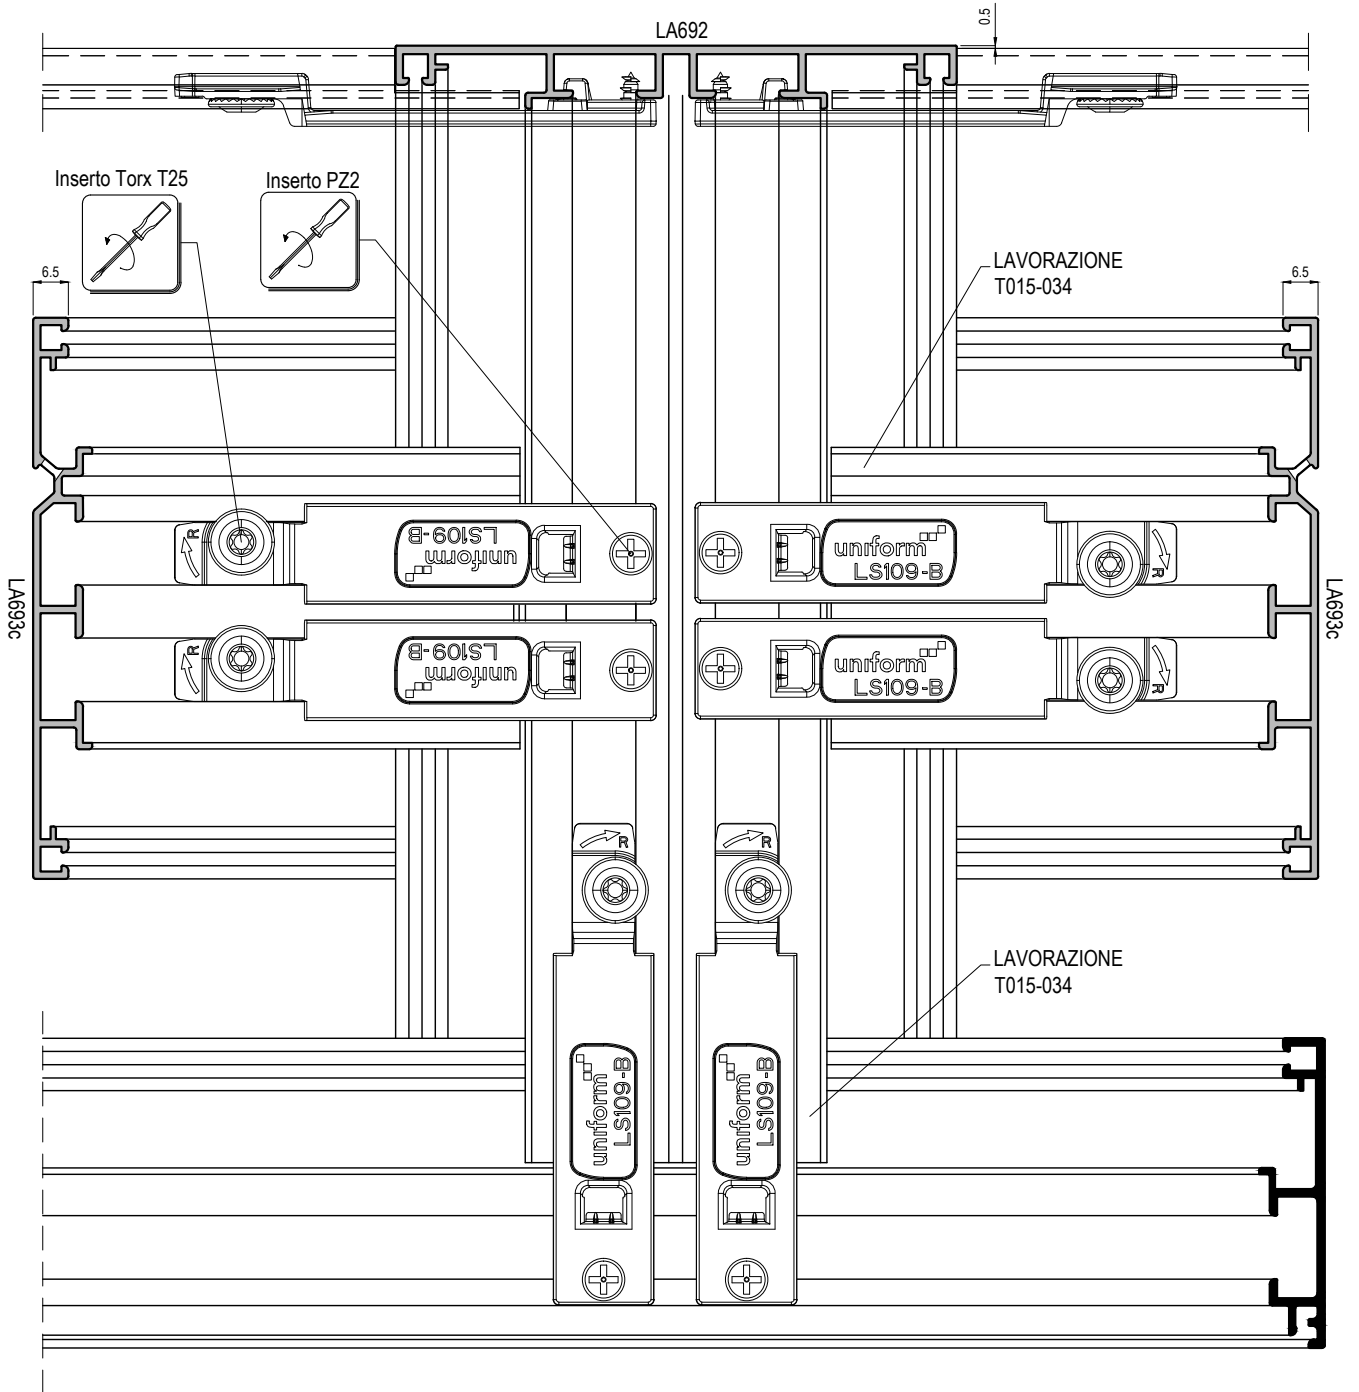 LA692
0.5
Inserto Torx T25
Inserto PZ2
6.5
LAVORAZIONE
T015-034
6.5
R
uniform
LS109-B
uniform
LS109-B
R
LA693c
LA693c
R
uniform
LS109-B
uniform
LS109-B
R
R
R
LAVORAZIONE
T015-034
uniform
LS109-B
uniform
LS109-B